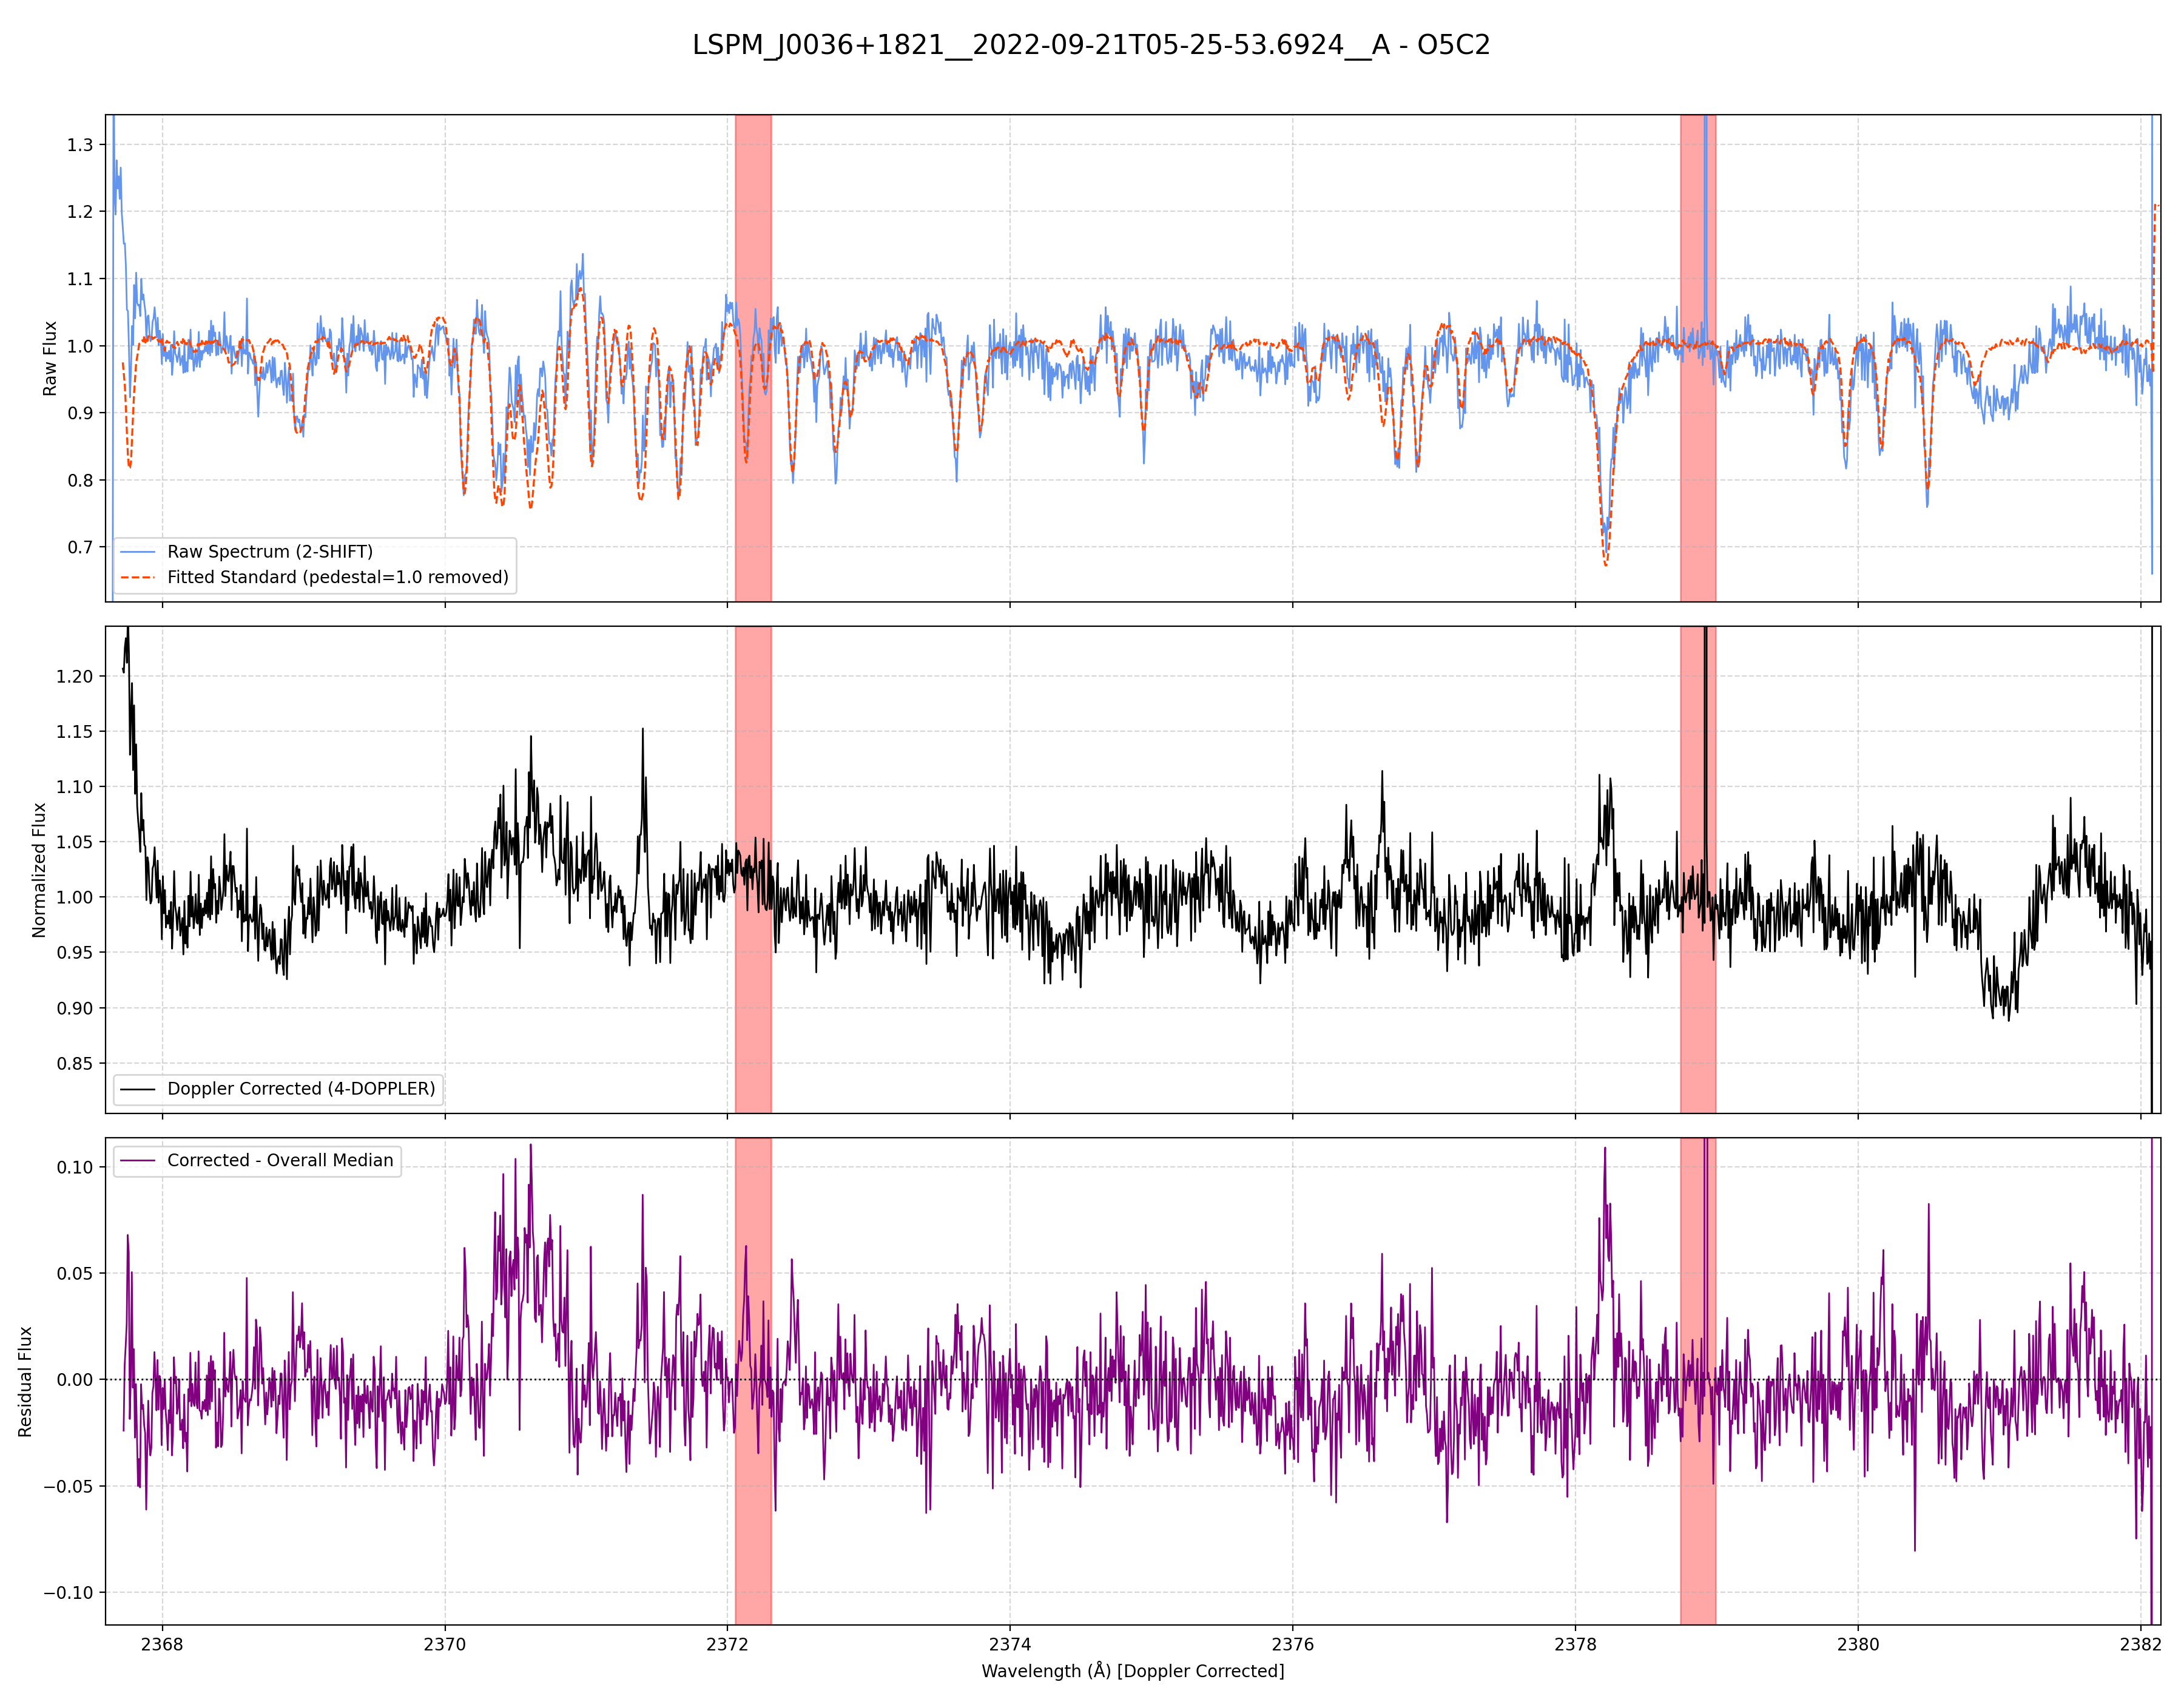 LSPM_J0036+1821__2022-09-21T05-25-53.6924__A - O5C2
Raw Flux
1.3
1.2
1.1
1.0
0.9
0.8
0.7
Raw Spectrum (2-SHIFT)
Fitted Standard (pedestal=1.0 removed)
Normalized Flux
1.20
1.15
1.10
1.05
1.00
0.95
0.90
0.85
Doppler Corrected (4-DOPPLER)
Residual Flux
0.10
0.05
0.00
−0.05
−0.10
Corrected - Overall Median
2368 2370 2372 2374 2376 2378 2380 2382
Wavelength (Å) [Doppler Corrected]